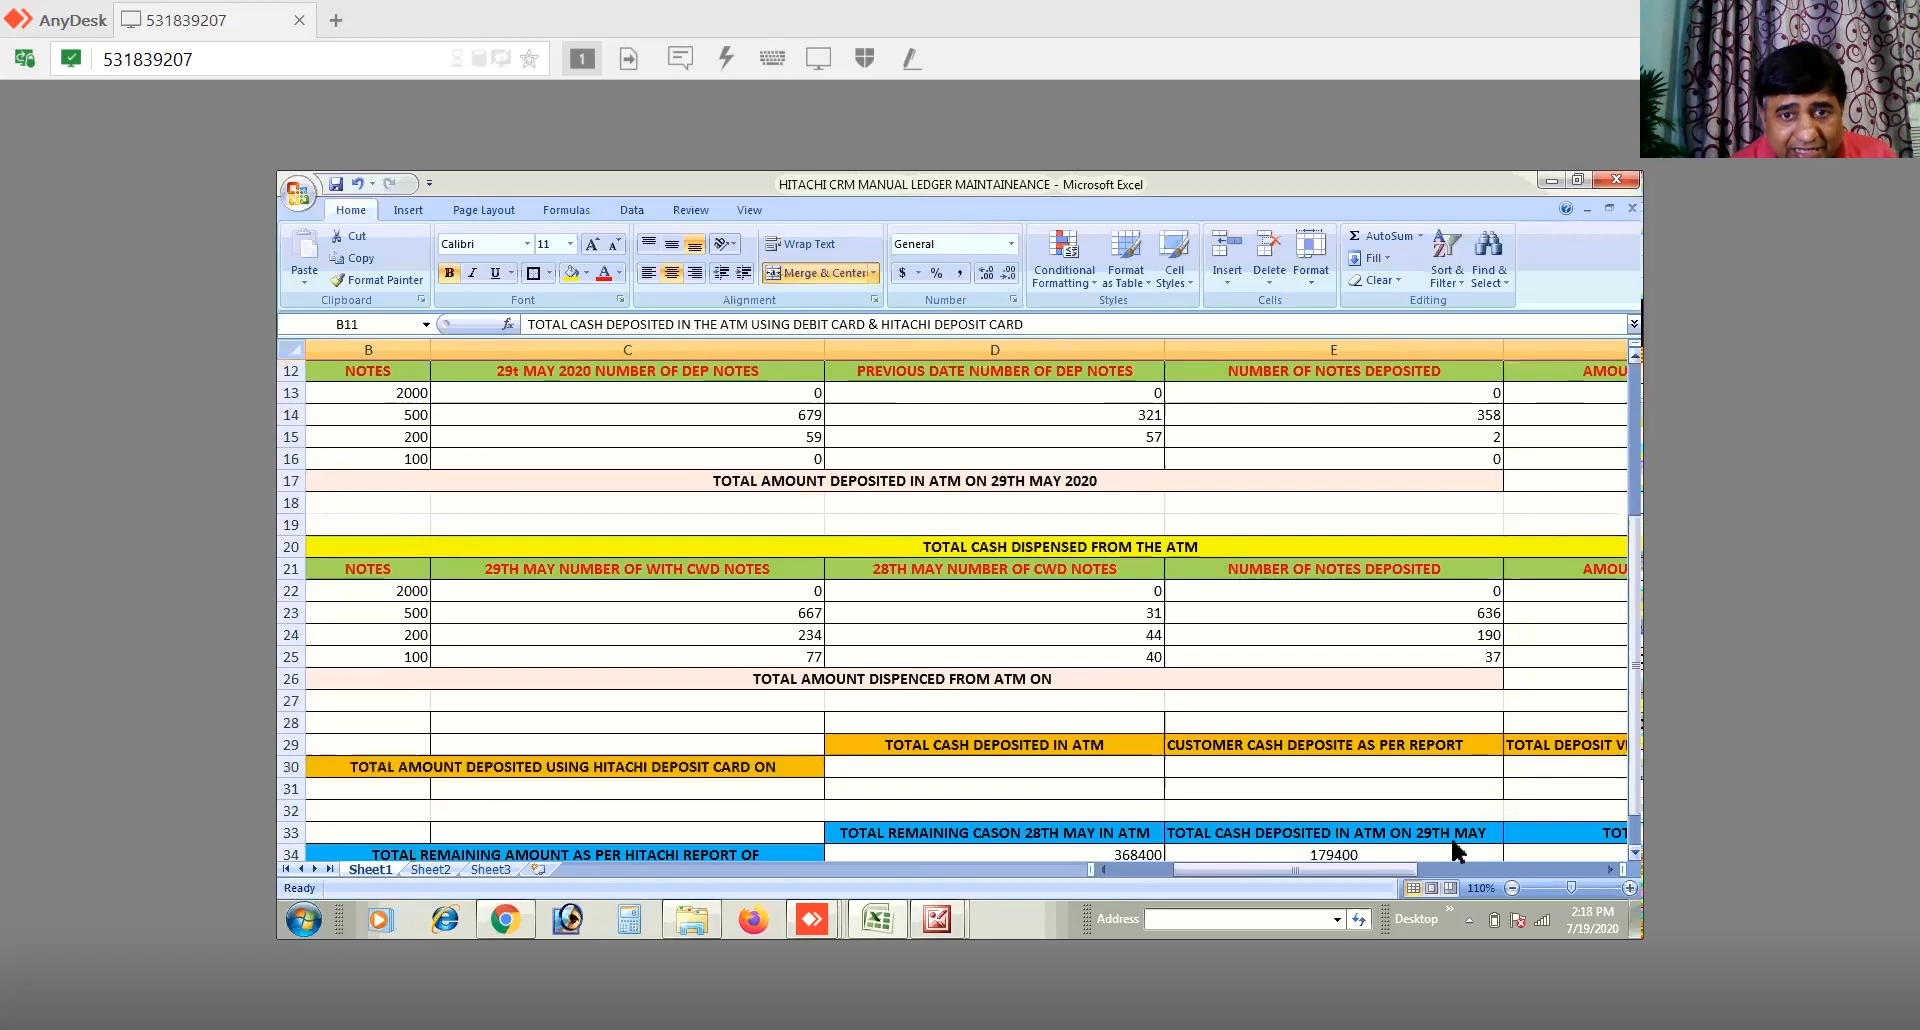 AnyDesk 531839207
531839207 1
HITACHI CRM MANUAL LEDGER MAINTAINEANCE - Microsoft Excel
Home Insert Page Layout Formulas Data Review View
Paste
Cut
Copy
Format Painter
Clipboard
Calibri 11
B I U
Font
Wrap Text
Merge & Center
Alignment
General
$ % ,
Number
Conditional Formatting
Format as Table
Cell Styles
Styles
Insert Delete Format
Cells
Σ AutoSum
Fill
Clear
Sort & Filter
Find & Select
Editing
B11 fx TOTAL CASH DEPOSITED IN THE ATM USING DEBIT CARD & HITACHI DEPOSIT CARD
B C D E
12 NOTES 29t MAY 2020 NUMBER OF DEP NOTES PREVIOUS DATE NUMBER OF DEP NOTES NUMBER OF NOTES DEPOSITED AMOU
13 2000 0 0 0
14 500 679 321 358
15 200 59 57 2
16 100 0 0
17 TOTAL AMOUNT DEPOSITED IN ATM ON 29TH MAY 2020
18
19
20 TOTAL CASH DISPENSED FROM THE ATM
21 NOTES 29TH MAY NUMBER OF WITH CWD NOTES 28TH MAY NUMBER OF CWD NOTES NUMBER OF NOTES DEPOSITED AMOU
22 2000 0 0 0
23 500 667 31 636
24 200 234 44 190
25 100 77 40 37
26 TOTAL AMOUNT DISPENCED FROM ATM ON
27
28
29 TOTAL CASH DEPOSITED IN ATM CUSTOMER CASH DEPOSITE AS PER REPORT TOTAL DEPOSIT VI
30 TOTAL AMOUNT DEPOSITED USING HITACHI DEPOSIT CARD ON
31
32
33 TOTAL REMAINING CASON 28TH MAY IN ATM TOTAL CASH DEPOSITED IN ATM ON 29TH MAY TOT
34 TOTAL REMAINING AMOUNT AS PER HITACHI REPORT OF 368400 179400
Sheet1 Sheet2 Sheet3
Ready 110%
Address Desktop » 2:18 PM
7/19/2020